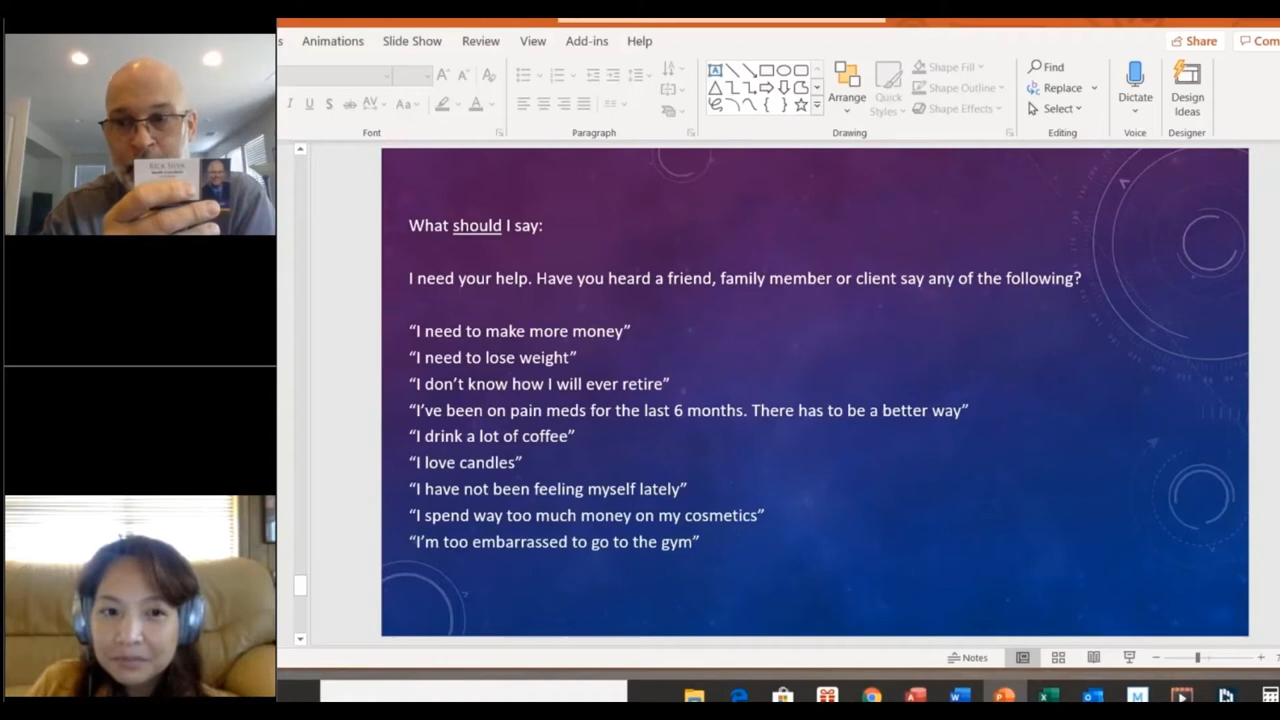 Animations Slide Show Review View Add-ins Help Share Com
Shape Fill
Find
Shape Outline
Replace
Arrange Quick Styles Dictate Design Ideas
Shape Effects
Select
Font Paragraph Drawing Editing Voice Designer
RICK SILVA
What should I say:
I need your help. Have you heard a friend, family member or client say any of the following?
“I need to make more money”
“I need to lose weight”
“I don’t know how I will ever retire”
“I’ve been on pain meds for the last 6 months. There has to be a better way”
“I drink a lot of coffee”
“I love candles”
“I have not been feeling myself lately”
“I spend way too much money on my cosmetics”
“I’m too embarrassed to go to the gym”
Notes